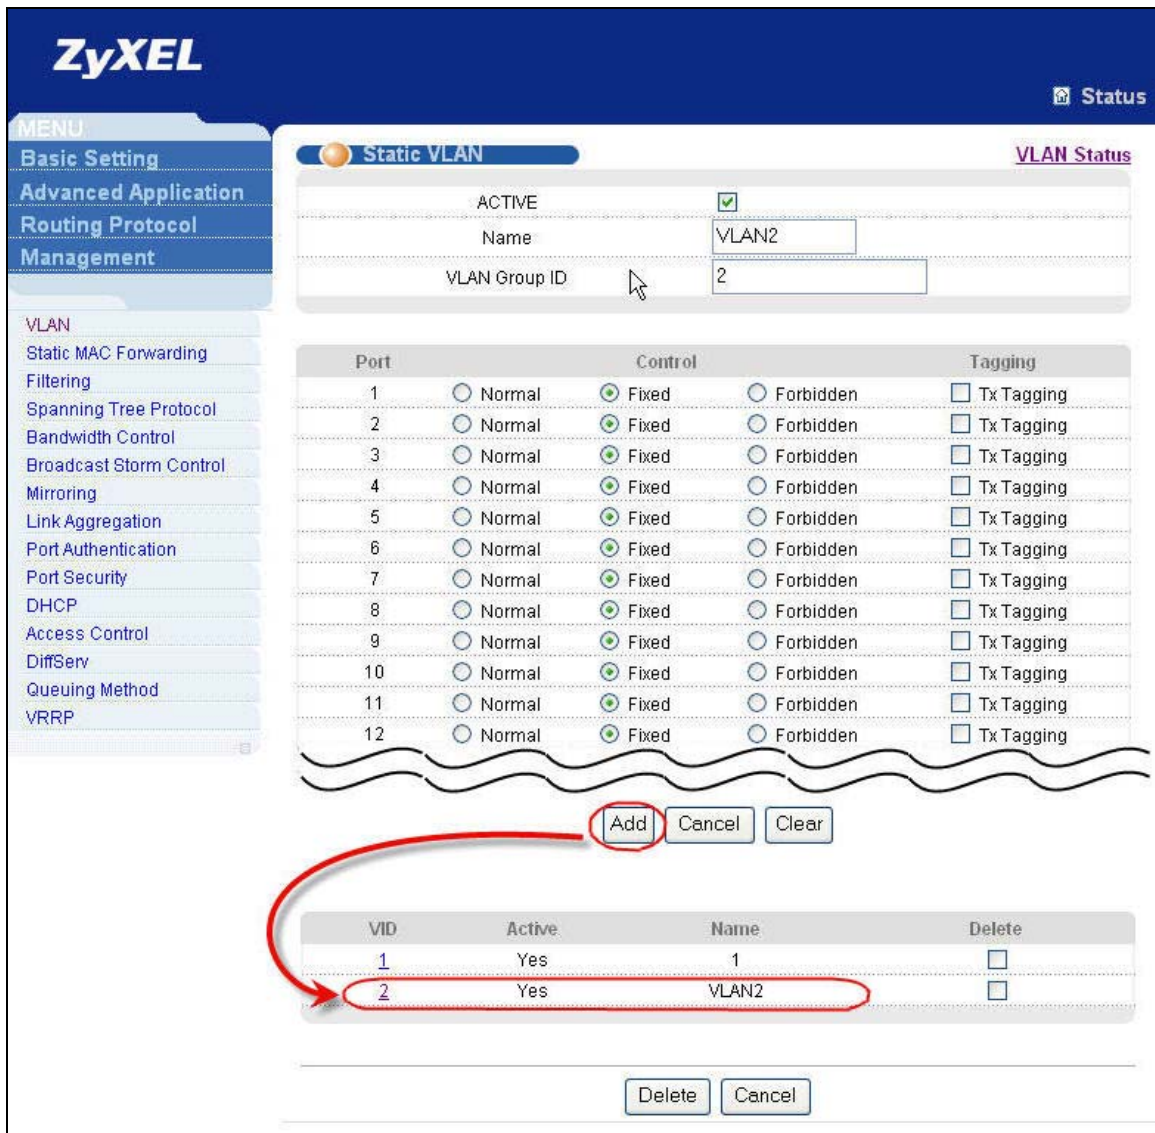 ZyXEL
Status
MENU
Basic Setting
Advanced Application
Routing Protocol
Management
VLAN
Static MAC Forwarding
Filtering
Spanning Tree Protocol
Bandwidth Control
Broadcast Storm Control
Mirroring
Link Aggregation
Port Authentication
Port Security
DHCP
Access Control
DiffServ
Queuing Method
VRRP
Static VLAN VLAN Status
ACTIVE
Name VLAN2
VLAN Group ID 2
Port Control Tagging
1 Normal Fixed Forbidden Tx Tagging
2 Normal Fixed Forbidden Tx Tagging
3 Normal Fixed Forbidden Tx Tagging
4 Normal Fixed Forbidden Tx Tagging
5 Normal Fixed Forbidden Tx Tagging
6 Normal Fixed Forbidden Tx Tagging
7 Normal Fixed Forbidden Tx Tagging
8 Normal Fixed Forbidden Tx Tagging
9 Normal Fixed Forbidden Tx Tagging
10 Normal Fixed Forbidden Tx Tagging
11 Normal Fixed Forbidden Tx Tagging
12 Normal Fixed Forbidden Tx Tagging
Add Cancel Clear
VID Active Name Delete
1 Yes 1
2 Yes VLAN2
Delete Cancel